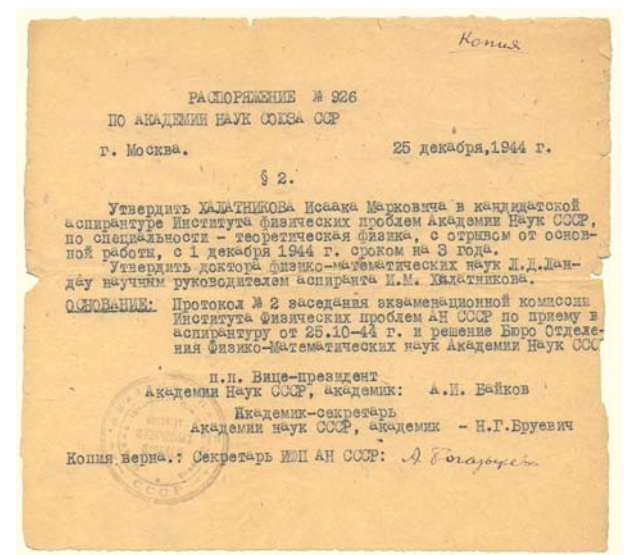 Копия
РАСПОРЯЖЕНИЕ № 926
ПО АКАДЕМИИ НАУК СОЮЗА ССР
г. Москва. 25 декабря,1944 г.
§ 2.
Утвердить ХАЛАТНИКОВА Исаака Марковича в кандидатской
аспирантуре Института физических проблем Академии Наук СССР,
по специальности - теоретическая физика, с отрывом от основ-
ной работы, с 1 декабря 1944 г. сроком на 3 года.
Утвердить доктора физико-математических наук Л.Д.Лан-
дау научным руководителем аспиранта И.М. Халатникова.
ОСНОВАНИЕ: Протокол № 2 заседания экзаменационной комиссии
Института Физических проблем АН СССР по приему в
аспирантуру от 25.10-44 г. и решение Бюро Отделе-
ния Физико-Математических наук Академии Наук ССС
п.п. Вице-президент
Академии Наук СССР, академик: А.И. Байков
Академик-секретарь
Академии наук СССР, академик - Н.Г.Бруевич
Копия верна.: Секретарь ИФП АН СССР:
СССР